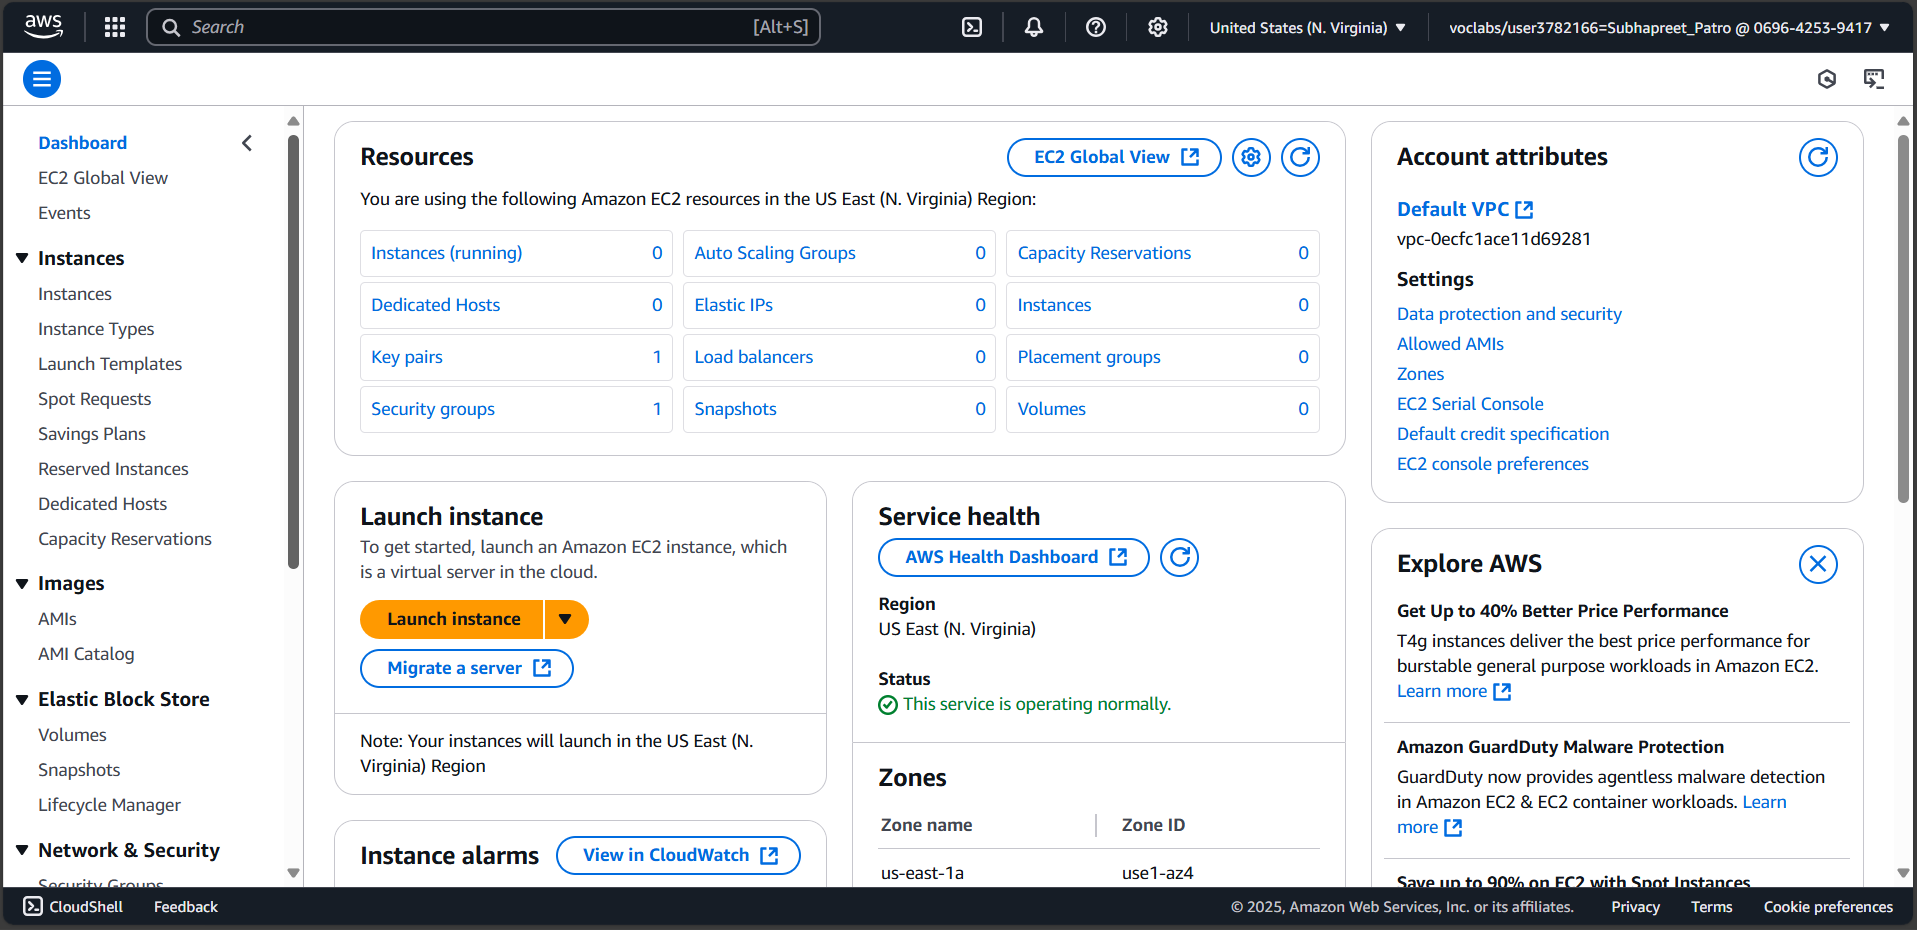 aws
Search [Alt+S]
United States (N. Virginia)
voclabs/user3782166=Subhapreet_Patro @ 0696-4253-9417
Dashboard
EC2 Global View
Events
Instances
Instances
Instance Types
Launch Templates
Spot Requests
Savings Plans
Reserved Instances
Dedicated Hosts
Capacity Reservations
Images
AMIs
AMI Catalog
Elastic Block Store
Volumes
Snapshots
Lifecycle Manager
Network & Security
Security Groups
Resources
EC2 Global View
You are using the following Amazon EC2 resources in the US East (N. Virginia) Region:
Instances (running) 0
Auto Scaling Groups 0
Capacity Reservations 0
Dedicated Hosts 0
Elastic IPs 0
Instances 0
Key pairs 1
Load balancers 0
Placement groups 0
Security groups 1
Snapshots 0
Volumes 0
Launch instance
To get started, launch an Amazon EC2 instance, which
is a virtual server in the cloud.
Launch instance
Migrate a server
Note: Your instances will launch in the US East (N.
Virginia) Region
Instance alarms
View in CloudWatch
Service health
AWS Health Dashboard
Region
US East (N. Virginia)
Status
This service is operating normally.
Zones
Zone name Zone ID
us-east-1a use1-az4
Account attributes
Default VPC
vpc-0ecfc1ace11d69281
Settings
Data protection and security
Allowed AMIs
Zones
EC2 Serial Console
Default credit specification
EC2 console preferences
Explore AWS
Get Up to 40% Better Price Performance
T4g instances deliver the best price performance for
burstable general purpose workloads in Amazon EC2.
Learn more
Amazon GuardDuty Malware Protection
GuardDuty now provides agentless malware detection
in Amazon EC2 & EC2 container workloads. Learn
more
Save up to 90% on EC2 with Spot Instances
CloudShell
Feedback
© 2025, Amazon Web Services, Inc. or its affiliates.
Privacy
Terms
Cookie preferences